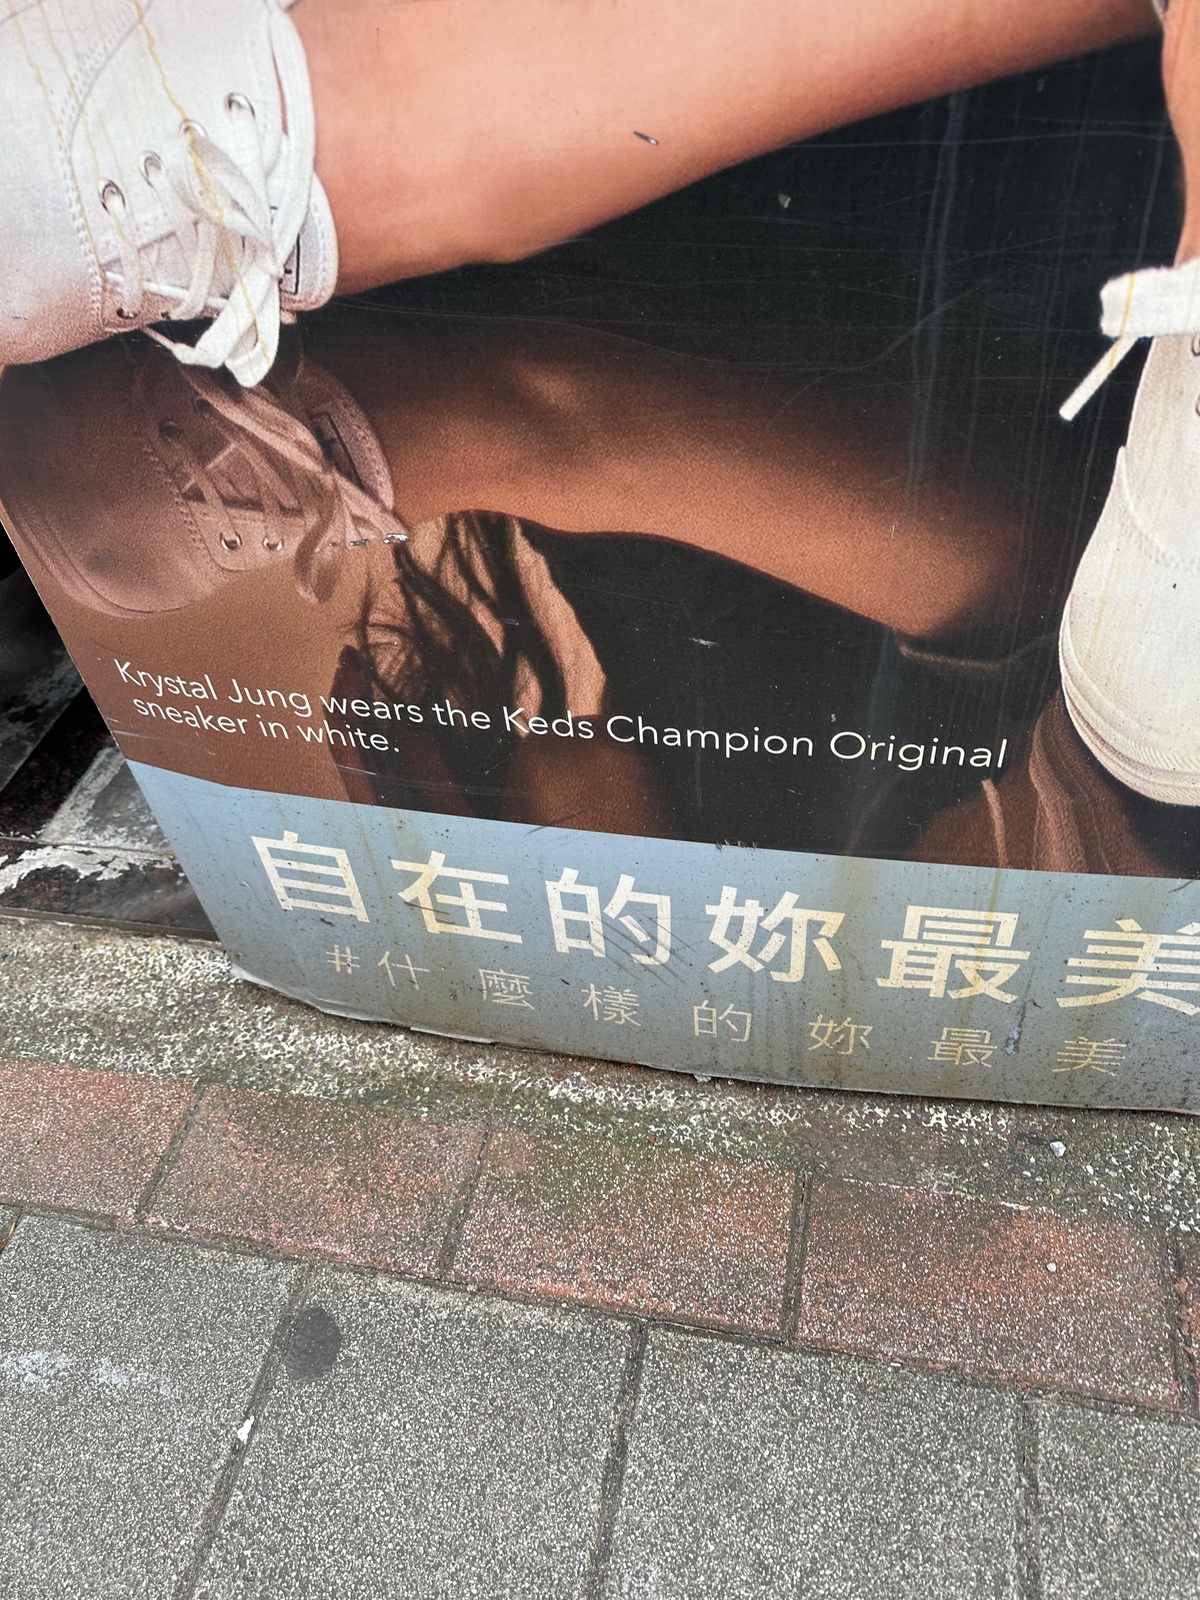 Krystal Jung wears the Keds Champion Original
sneaker in white.
自在的妳最美
#什麼樣的妳最美